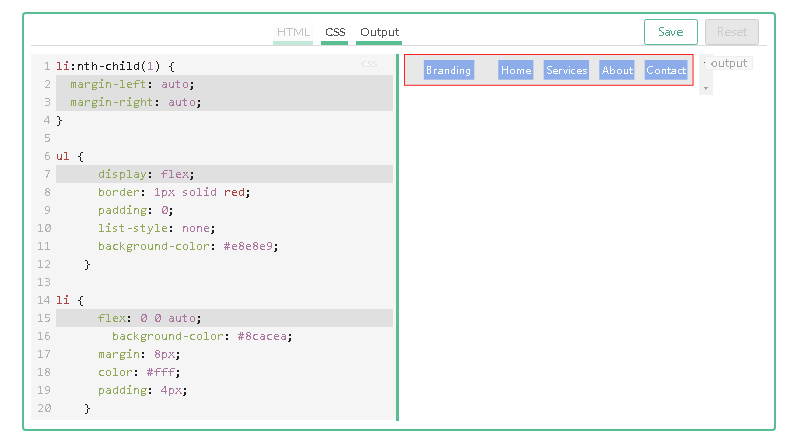 HTML CSS Output Save Reset
1 li:nth-child(1) { CSS
2 margin-left: auto;
3 margin-right: auto;
4 }
5
6 ul {
7 display: flex;
8 border: 1px solid red;
9 padding: 0;
10 list-style: none;
11 background-color: #e8e8e9;
12 }
13
14 li {
15 flex: 0 0 auto;
16 background-color: #8cacea;
17 margin: 8px;
18 color: #fff;
19 padding: 4px;
20 }
Branding Home Services About Contact output